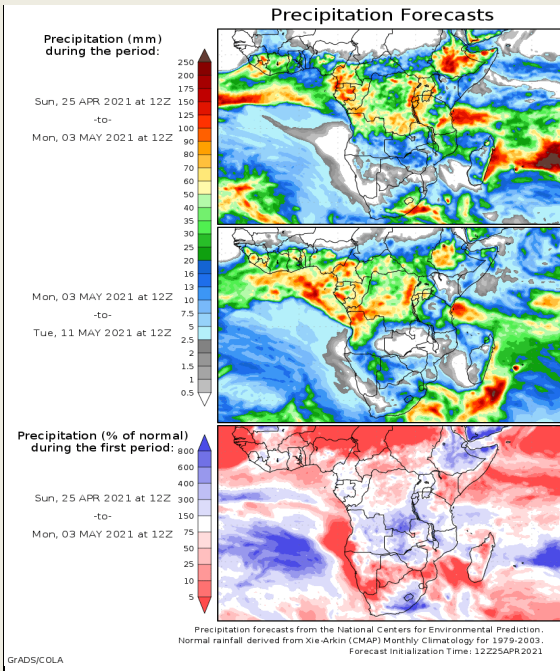 Precipitation Forecasts
Precipitation (mm)
during the period:
Sun, 25 APR 2021 at 12Z
-to-
Mon, 03 MAY 2021 at 12Z
250
200
175
150
125
100
90
80
70
60
50
40
35
30
25
20
16
13
10
7.5
5
2.5
2
1.5
1
0.5
Mon, 03 MAY 2021 at 12Z
-to-
Tue, 11 MAY 2021 at 12Z
Precipitation (% of normal)
during the first period:
Sun, 25 APR 2021 at 12Z
-to-
Mon, 03 MAY 2021 at 12Z
800
600
400
300
150
75
50
25
10
5
Precipitation forecasts from the National Centers for Environmental Prediction.
Normal rainfall derived from Xie-Arkin (CMAP) Monthly Climatology for 1979-2003.
Forecast Initialization Time: 12Z25APR2021
GrADS/COLA